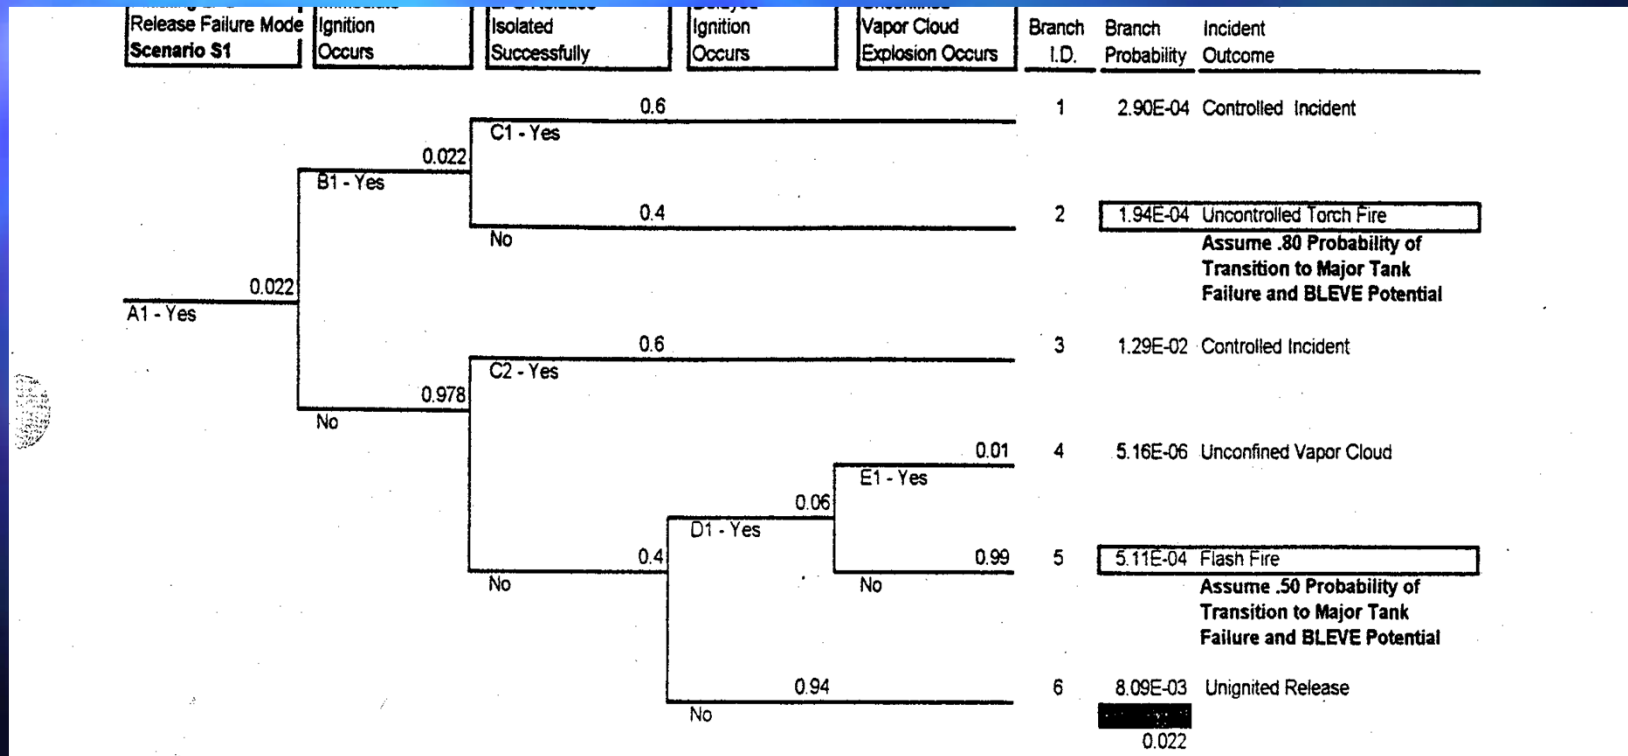 Release Failure Mode
Scenario S1
Ignition
Occurs
Isolated
Successfully
Ignition
Occurs
Vapor Cloud
Explosion Occurs
Branch
I.D.
Branch
Probability
Incident
Outcome
0.6
C1 - Yes
1 2.90E-04 Controlled Incident
0.022
B1 - Yes
0.4
No
2 1.94E-04 Uncontrolled Torch Fire
Assume .80 Probability of
Transition to Major Tank
Failure and BLEVE Potential
0.022
A1 - Yes
0.6
C2 - Yes
3 1.29E-02 Controlled Incident
0.978
No
0.01
E1 - Yes
4 5.16E-06 Unconfined Vapor Cloud
0.06
D1 - Yes
0.4
No
0.99
No
5 5.11E-04 Flash Fire
Assume .50 Probability of
Transition to Major Tank
Failure and BLEVE Potential
0.94
No
6 8.09E-03 Unignited Release
0.022